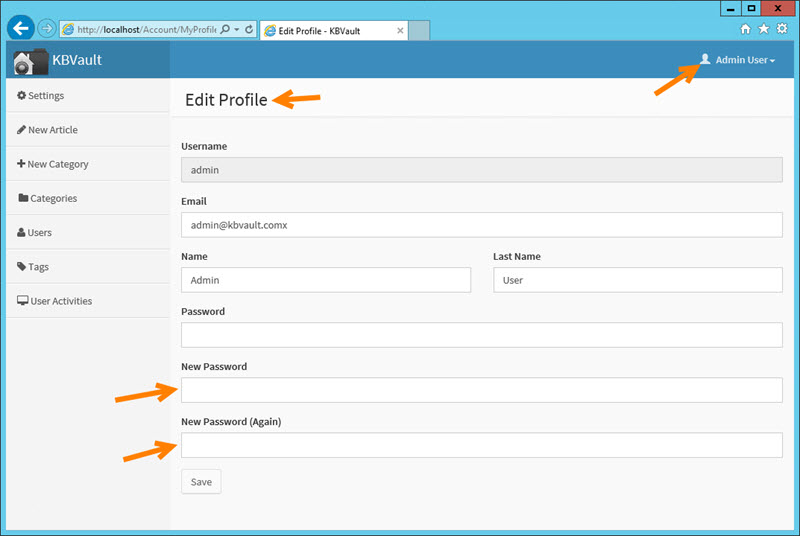 http://localhost/Account/MyProfile
Edit Profile - KBVault
KBVault
Admin User
Settings
New Article
New Category
Categories
Users
Tags
User Activities
Edit Profile
Username
admin
Email
admin@kbvault.comx
Name
Last Name
Admin
User
Password
New Password
New Password (Again)
Save